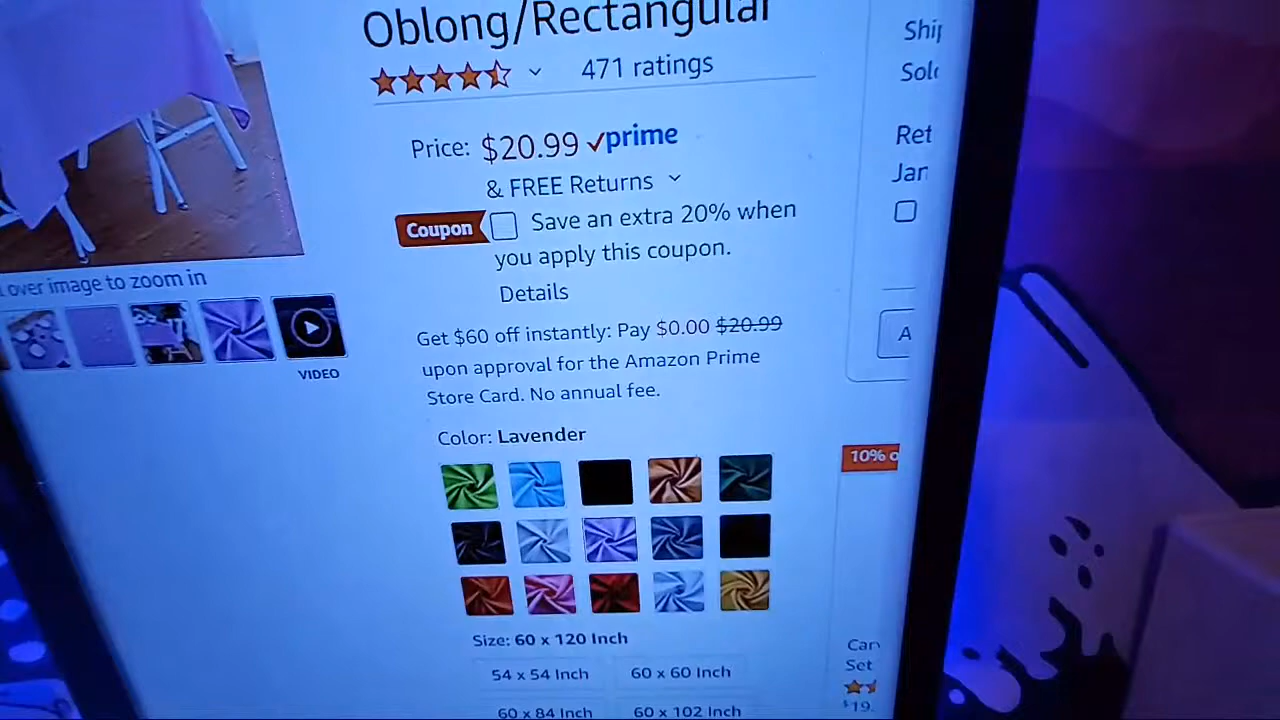 Oblong/Rectangular
471 ratings
Price: $20.99 prime
& FREE Returns
Coupon Save an extra 20% when
you apply this coupon.
Details
over image to zoom in
VIDEO
Get $60 off instantly: Pay $0.00 $20.99
upon approval for the Amazon Prime
Store Card. No annual fee.
Color: Lavender
Size: 60 x 120 Inch
54 x 54 Inch 60 x 60 Inch
60 x 84 Inch 60 x 102 Inch
Ship
Sol
Ret
Jan
A
10% o
Car
Set
$19.